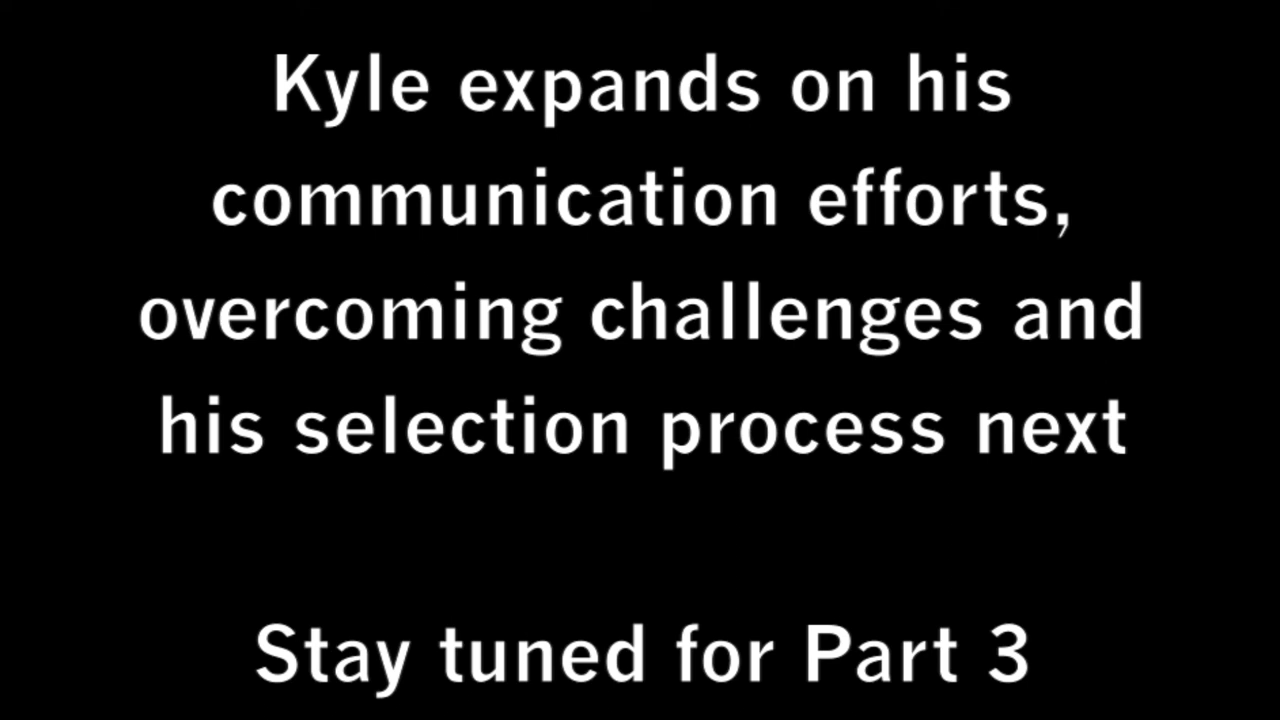 Kyle expands on his
communication efforts,
overcoming challenges and
his selection process next
Stay tuned for Part 3